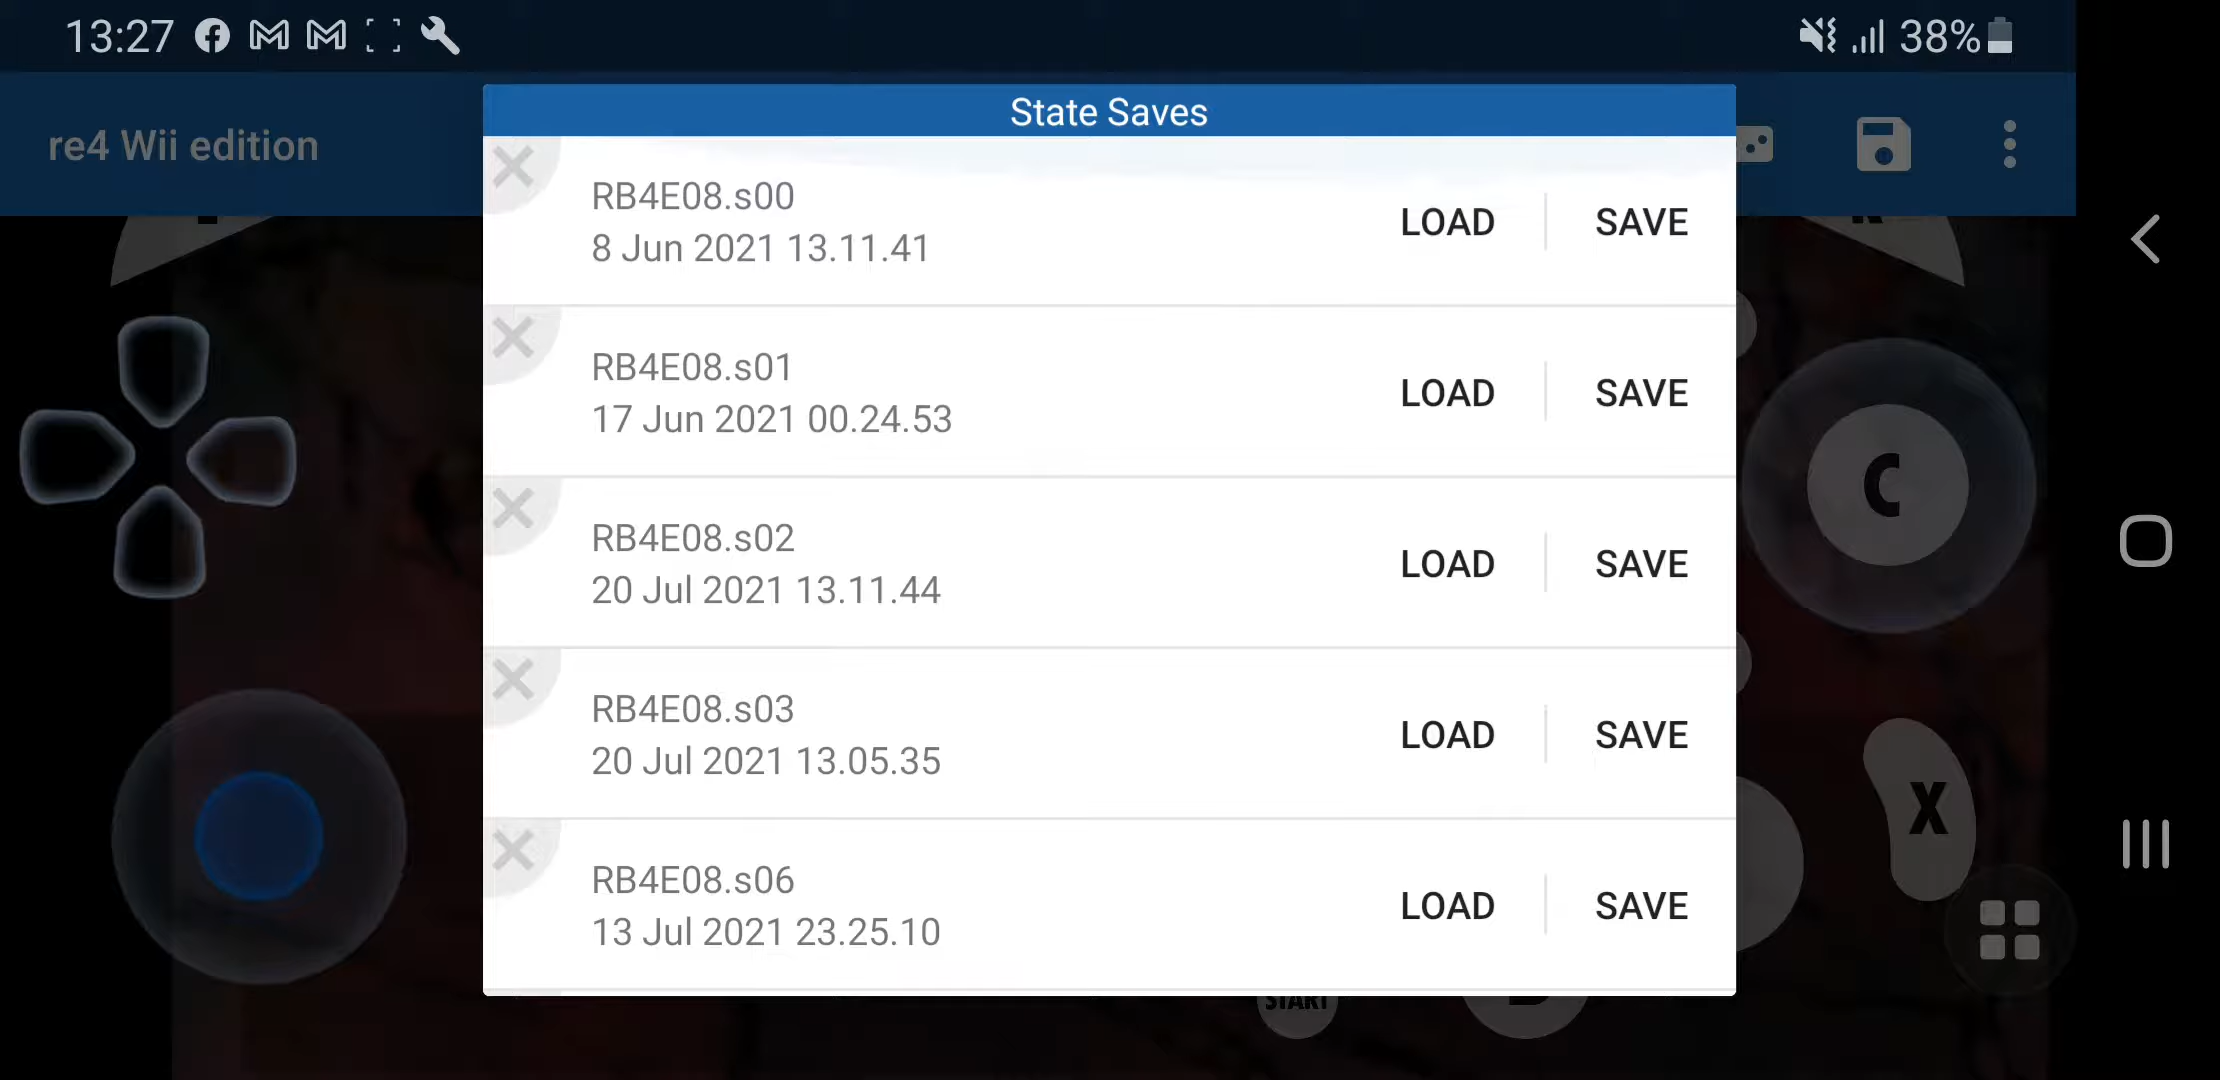 13:27
38%
re4 Wii edition
State Saves
RB4E08.s00
8 Jun 2021 13.11.41
LOAD
SAVE
RB4E08.s01
17 Jun 2021 00.24.53
LOAD
SAVE
RB4E08.s02
20 Jul 2021 13.11.44
LOAD
SAVE
RB4E08.s03
20 Jul 2021 13.05.35
LOAD
SAVE
RB4E08.s06
13 Jul 2021 23.25.10
LOAD
SAVE
C
X
START